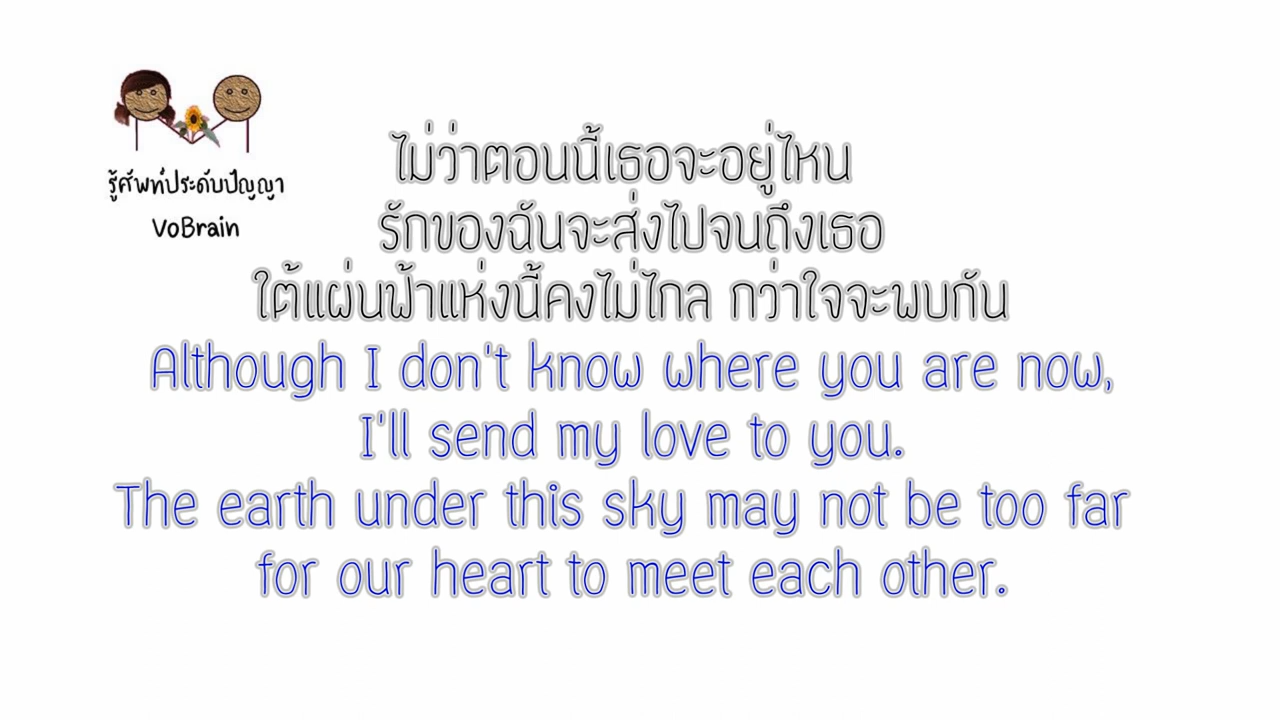 รู้ศัพท์ประดับปัญญา
VoBrain
ไม่ว่าตอนนี้เธอจะอยู่ไหน
รักของฉันจะส่งไปจนถึงเธอ
ใต้แผ่นฟ้าแห่งนี้คงไม่ไกล กว่าใจจะพบกัน
Although I don't know where you are now,
I'll send my love to you.
The earth under this sky may not be too far
for our heart to meet each other.